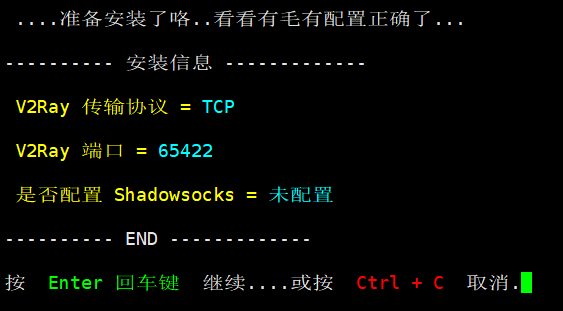 ....准备安装了咯..看看有毛有配置正确了...
---------- 安装信息 -------------
V2Ray 传输协议 = TCP
V2Ray 端口 = 65422
是否配置 Shadowsocks = 未配置
---------- END -------------
按 Enter 回车键 继续....或按 Ctrl + C 取消.